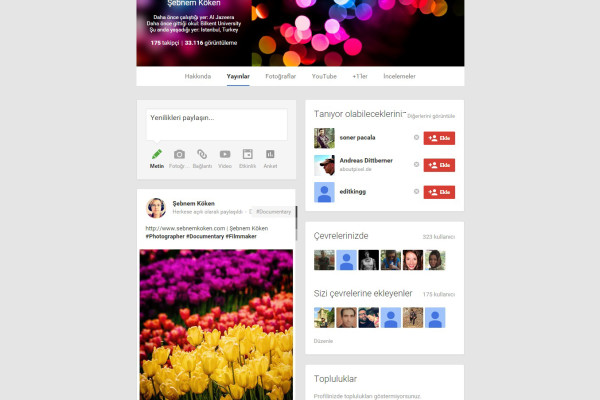 Şebnem Köken
Daha önce çalıştığı yer: Al Jazeera
Daha önce gittiği okul: Bilkent University
Şu anda yaşadığı yer: İstanbul, Turkey
175 takipçi | 33.116 görüntüleme
Hakkında
Yayınlar
Fotoğraflar
YouTube
+1'ler
İncelemeler
Yenilikleri paylaşın...
Metin
Fotoğ...
Bağlantı
Video
Etkinlik
Anket
Şebnem Köken
Herkese açık olarak paylaşıldı -
#Documentary
http://www.sebnemkoken.com | Şebnem Köken
#Photographer #Documentary #Filmmaker
Tanıyor olabilecekleriniz
Diğerlerini görüntüle
soner pacala
Ekle
Andreas Dittberner
aboutpixel.de
Ekle
editkingg
Ekle
Çevrelerinizde
323 kullanıcı
Sizi çevrelerine ekleyenler
175 kullanıcı
Düzenle
Topluluklar
Profilinizde toplulukları göstermiyorsunuz.